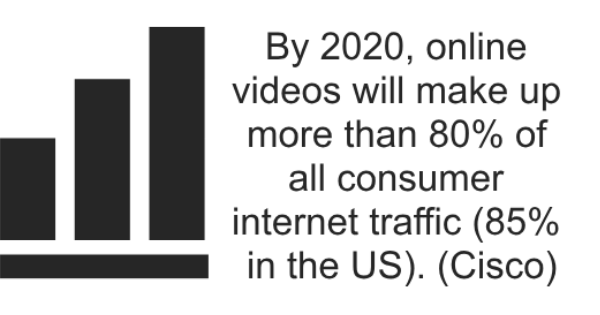 By 2020, online
videos will make up
more than 80% of
all consumer
internet traffic (85%
in the US). (Cisco)